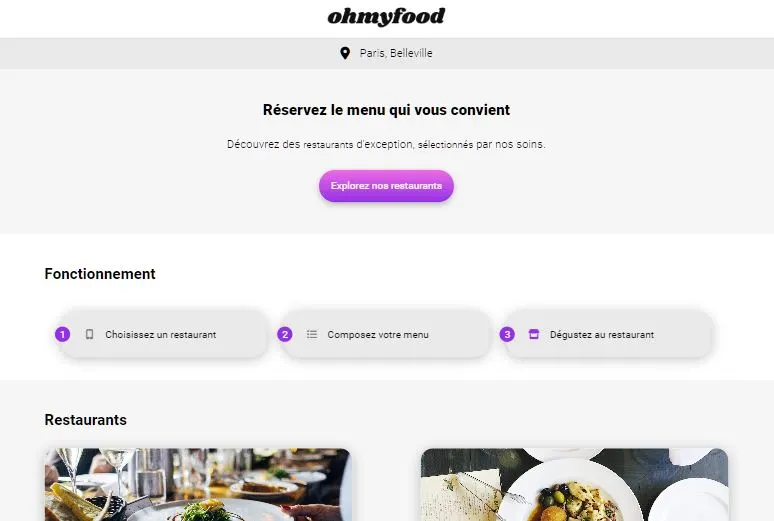 ohmyfood
Paris, Belleville
Réservez le menu qui vous convient
Découvrez des restaurants d'exception, sélectionnés par nos soins.
Explorez nos restaurants
Fonctionnement
1 Choisissez un restaurant
2 Composez votre menu
3 Dégustez au restaurant
Restaurants